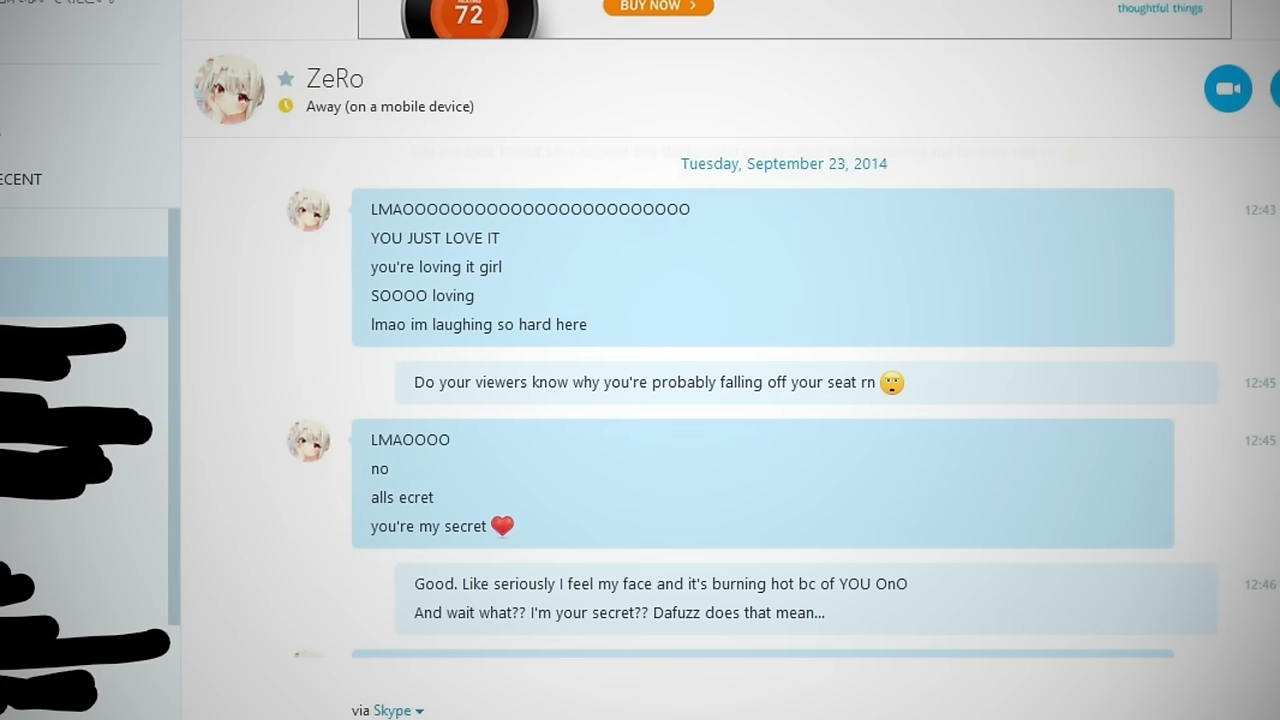 72
BUY NOW >
thoughtful things
ZeRo
Away (on a mobile device)
ECENT
Tuesday, September 23, 2014
LMAOOOOOOOOOOOOOOOOOOOOOOOO
YOU JUST LOVE IT
you're loving it girl
SOOOO loving
lmao im laughing so hard here
12:43
Do your viewers know why you're probably falling off your seat rn
12:45
LMAOOOO
no
alls ecret
you're my secret
12:45
Good. Like seriously I feel my face and it's burning hot bc of YOU OnO
And wait what?? I'm your secret?? Dafuzz does that mean...
12:46
via Skype